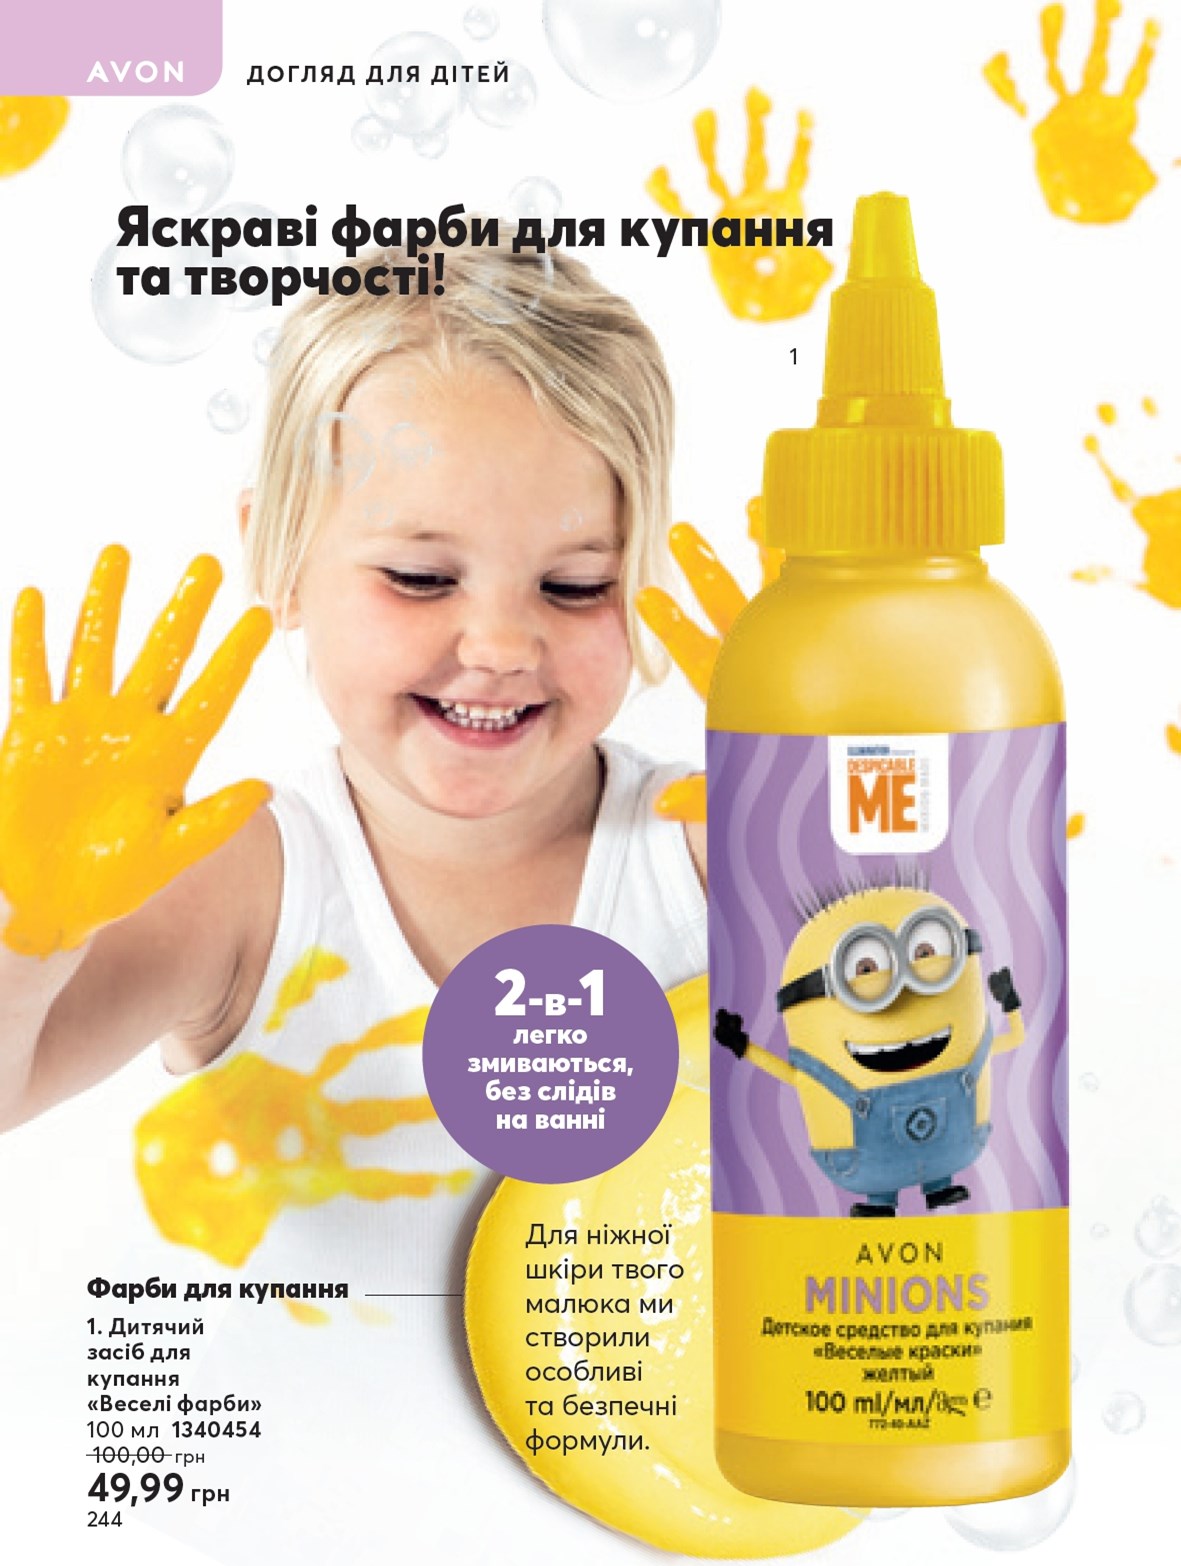 AVON
ДОГЛЯД ДЛЯ ДІТЕЙ
Яскраві фарби для купання
та творчості!
1
DESPICABLE
ME
2-в-1
легко
змиваються,
без слідів
на ванні
Для ніжної
шкіри твого
малюка ми
створили
особливі
та безпечні
формули.
AVON
MINIONS
Детское средство для купания
«Веселые краски»
желтый
100 ml/мл/
772-40-AAZ
Фарби для купання
1. Дитячий
засіб для
купання
«Веселі фарби»
100 мл 1340454
100,00 грн
49,99 грн
244